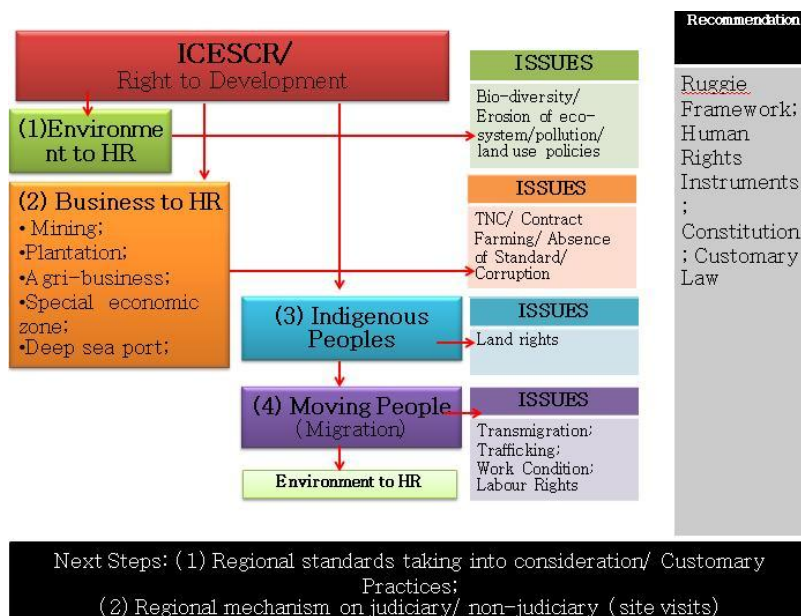 ICESCR/
Right to Development
(1)Environme
nt to HR
ISSUES
Bio-diversity/
Erosion of eco-
system/pollution/
land use policies
(2) Business to HR
• Mining;
•Plantation;
•Agri-business;
•Special economic
zone;
•Deep sea port;
ISSUES
TNC/ Contract
Farming/ Absence
of Standard/
Corruption
(3) Indigenous
Peoples
ISSUES
Land rights
(4) Moving People
(Migration)
ISSUES
Transmigration;
Trafficking;
Work Condition;
Labour Rights
Environment to HR
Recommendation
Ruggie
Framework;
Human
Rights
Instruments
;
Constitution
; Customary
Law
Next Steps: (1) Regional standards taking into consideration/ Customary
Practices;
(2) Regional mechanism on judiciary/ non-judiciary (site visits)